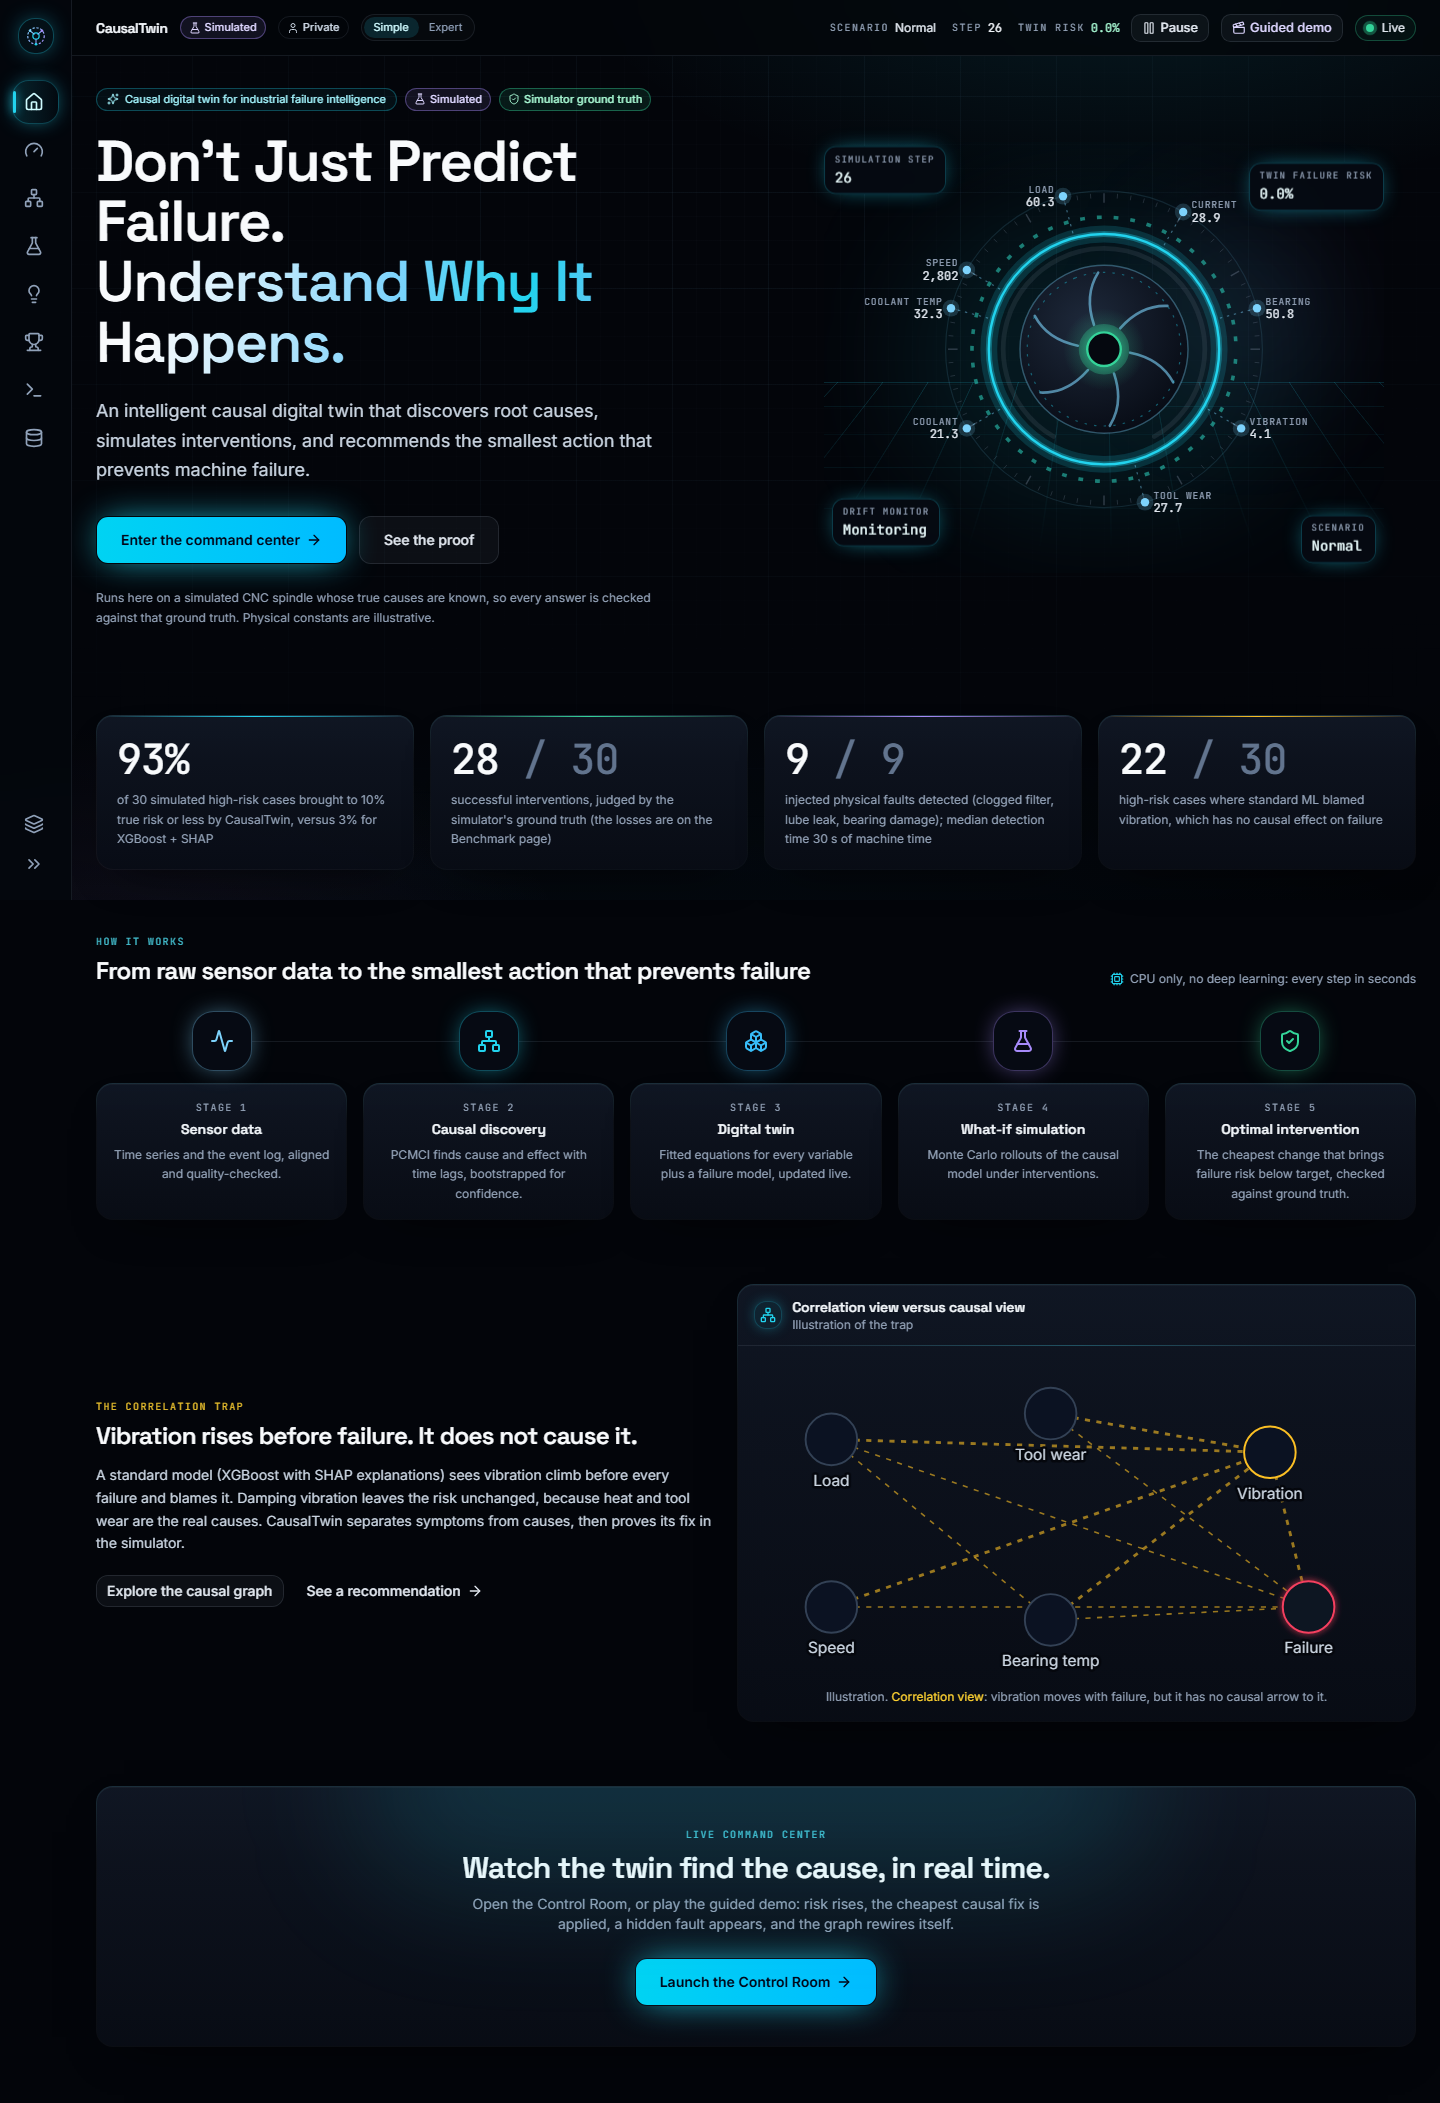 CausalTwin Simulated Private Simple Expert SCENARIO Normal STEP 26 TWIN RISK 0.0% Pause Guided demo Live
Causal digital twin for industrial failure intelligence Simulated Simulator ground truth
Don't Just Predict
Failure.
Understand Why It
Happens.
An intelligent causal digital twin that discovers root causes,
simulates interventions, and recommends the smallest action that
prevents machine failure.
Enter the command center → See the proof
Runs here on a simulated CNC spindle whose true causes are known, so every answer is checked
against that ground truth. Physical constants are illustrative.
SIMULATION STEP
26
TWIN FAILURE RISK
0.0%
LOAD
60.3
CURRENT
28.9
SPEED
2,802
COOLANT TEMP
32.3
BEARING
50.8
COOLANT
21.3
VIBRATION
4.1
TOOL WEAR
27.7
DRIFT MONITOR
Monitoring
SCENARIO
Normal
93%
of 30 simulated high-risk cases brought to 10%
true risk or less by CausalTwin, versus 3% for
XGBoost + SHAP
28 / 30
successful interventions, judged by the
simulator's ground truth (the losses are on the
Benchmark page)
9 / 9
injected physical faults detected (clogged filter,
lube leak, bearing damage); median detection
time 30 s of machine time
22 / 30
high-risk cases where standard ML blamed
vibration, which has no causal effect on failure
HOW IT WORKS
From raw sensor data to the smallest action that prevents failure
CPU only, no deep learning: every step in seconds
STAGE 1
Sensor data
Time series and the event log, aligned
and quality-checked.
STAGE 2
Causal discovery
PCMCI finds cause and effect with
time lags, bootstrapped for
confidence.
STAGE 3
Digital twin
Fitted equations for every variable
plus a failure model, updated live.
STAGE 4
What-if simulation
Monte Carlo rollouts of the causal
model under interventions.
STAGE 5
Optimal intervention
The cheapest change that brings
failure risk below target, checked
against ground truth.
THE CORRELATION TRAP
Vibration rises before failure. It does not cause it.
A standard model (XGBoost with SHAP explanations) sees vibration climb before every
failure and blames it. Damping vibration leaves the risk unchanged, because heat and tool
wear are the real causes. CausalTwin separates symptoms from causes, then proves its fix in
the simulator.
Explore the causal graph See a recommendation →
Correlation view versus causal view
Illustration of the trap
Load
Tool wear
Vibration
Speed
Bearing temp
Failure
Illustration. Correlation view: vibration moves with failure, but it has no causal arrow to it.
LIVE COMMAND CENTER
Watch the twin find the cause, in real time.
Open the Control Room, or play the guided demo: risk rises, the cheapest causal fix is
applied, a hidden fault appears, and the graph rewires itself.
Launch the Control Room →